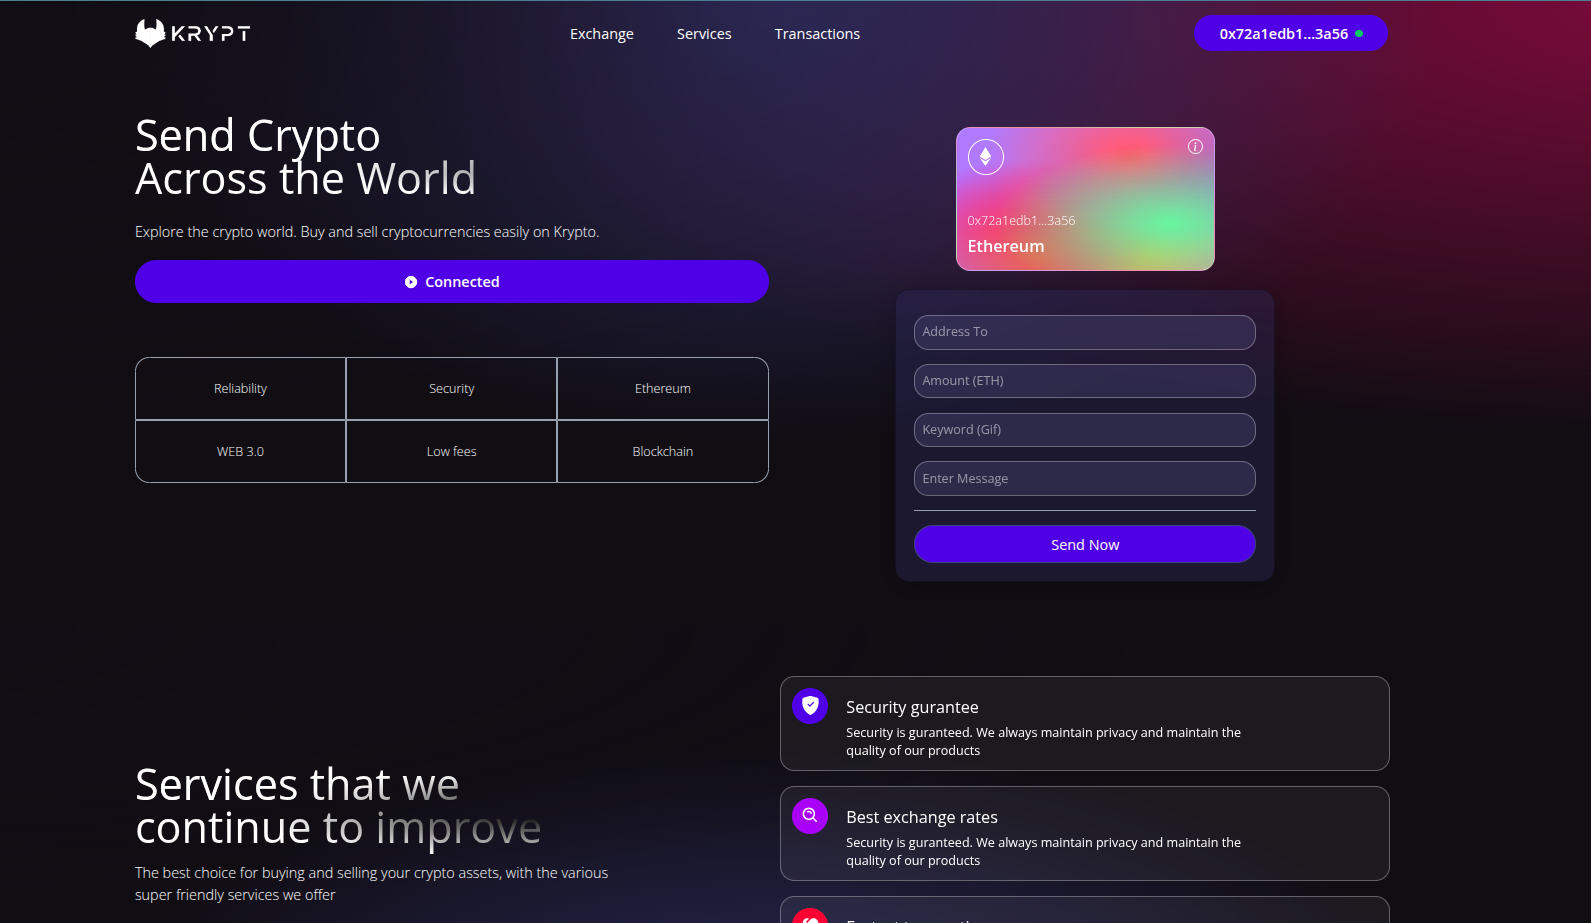 KRYPT
Exchange
Services
Transactions
0x72a1edb1...3a56
Send Crypto
Across the World
Explore the crypto world. Buy and sell cryptocurrencies easily on Krypto.
Connected
Reliability
Security
Ethereum
WEB 3.0
Low fees
Blockchain
0x72a1edb1...3a56
Ethereum
Address To
Amount (ETH)
Keyword (Gif)
Enter Message
Send Now
Services that we
continue to improve
The best choice for buying and selling your crypto assets, with the various
super friendly services we offer
Security gurantee
Security is guranteed. We always maintain privacy and maintain the
quality of our products
Best exchange rates
Security is guranteed. We always maintain privacy and maintain the
quality of our products